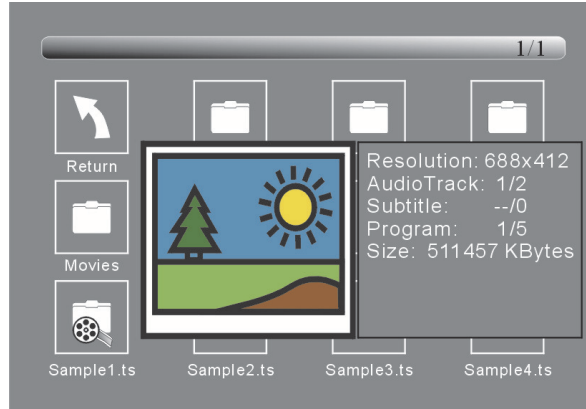 1/1
Return
Resolution: 688x412
AudioTrack: 1/2
Subtitle: --/0
Program: 1/5
Size: 511457 KBytes
Movies
Sample1.ts Sample2.ts Sample3.ts Sample4.ts